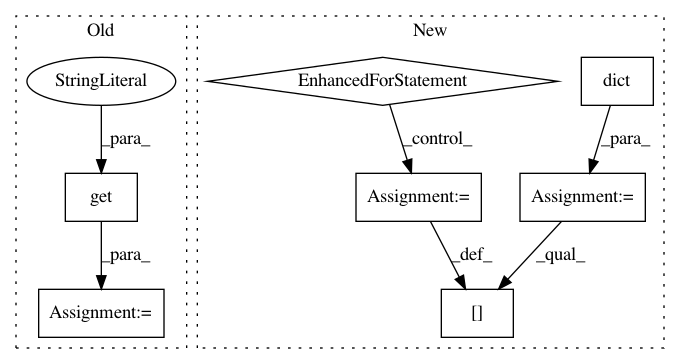 Old
New
StringLiteral
EnhancedForStatement
dict
_para_
_control_
_para_
get
Assignment:=
Assignment:=
_para_
_def_
_qual_
Assignment:=
[]